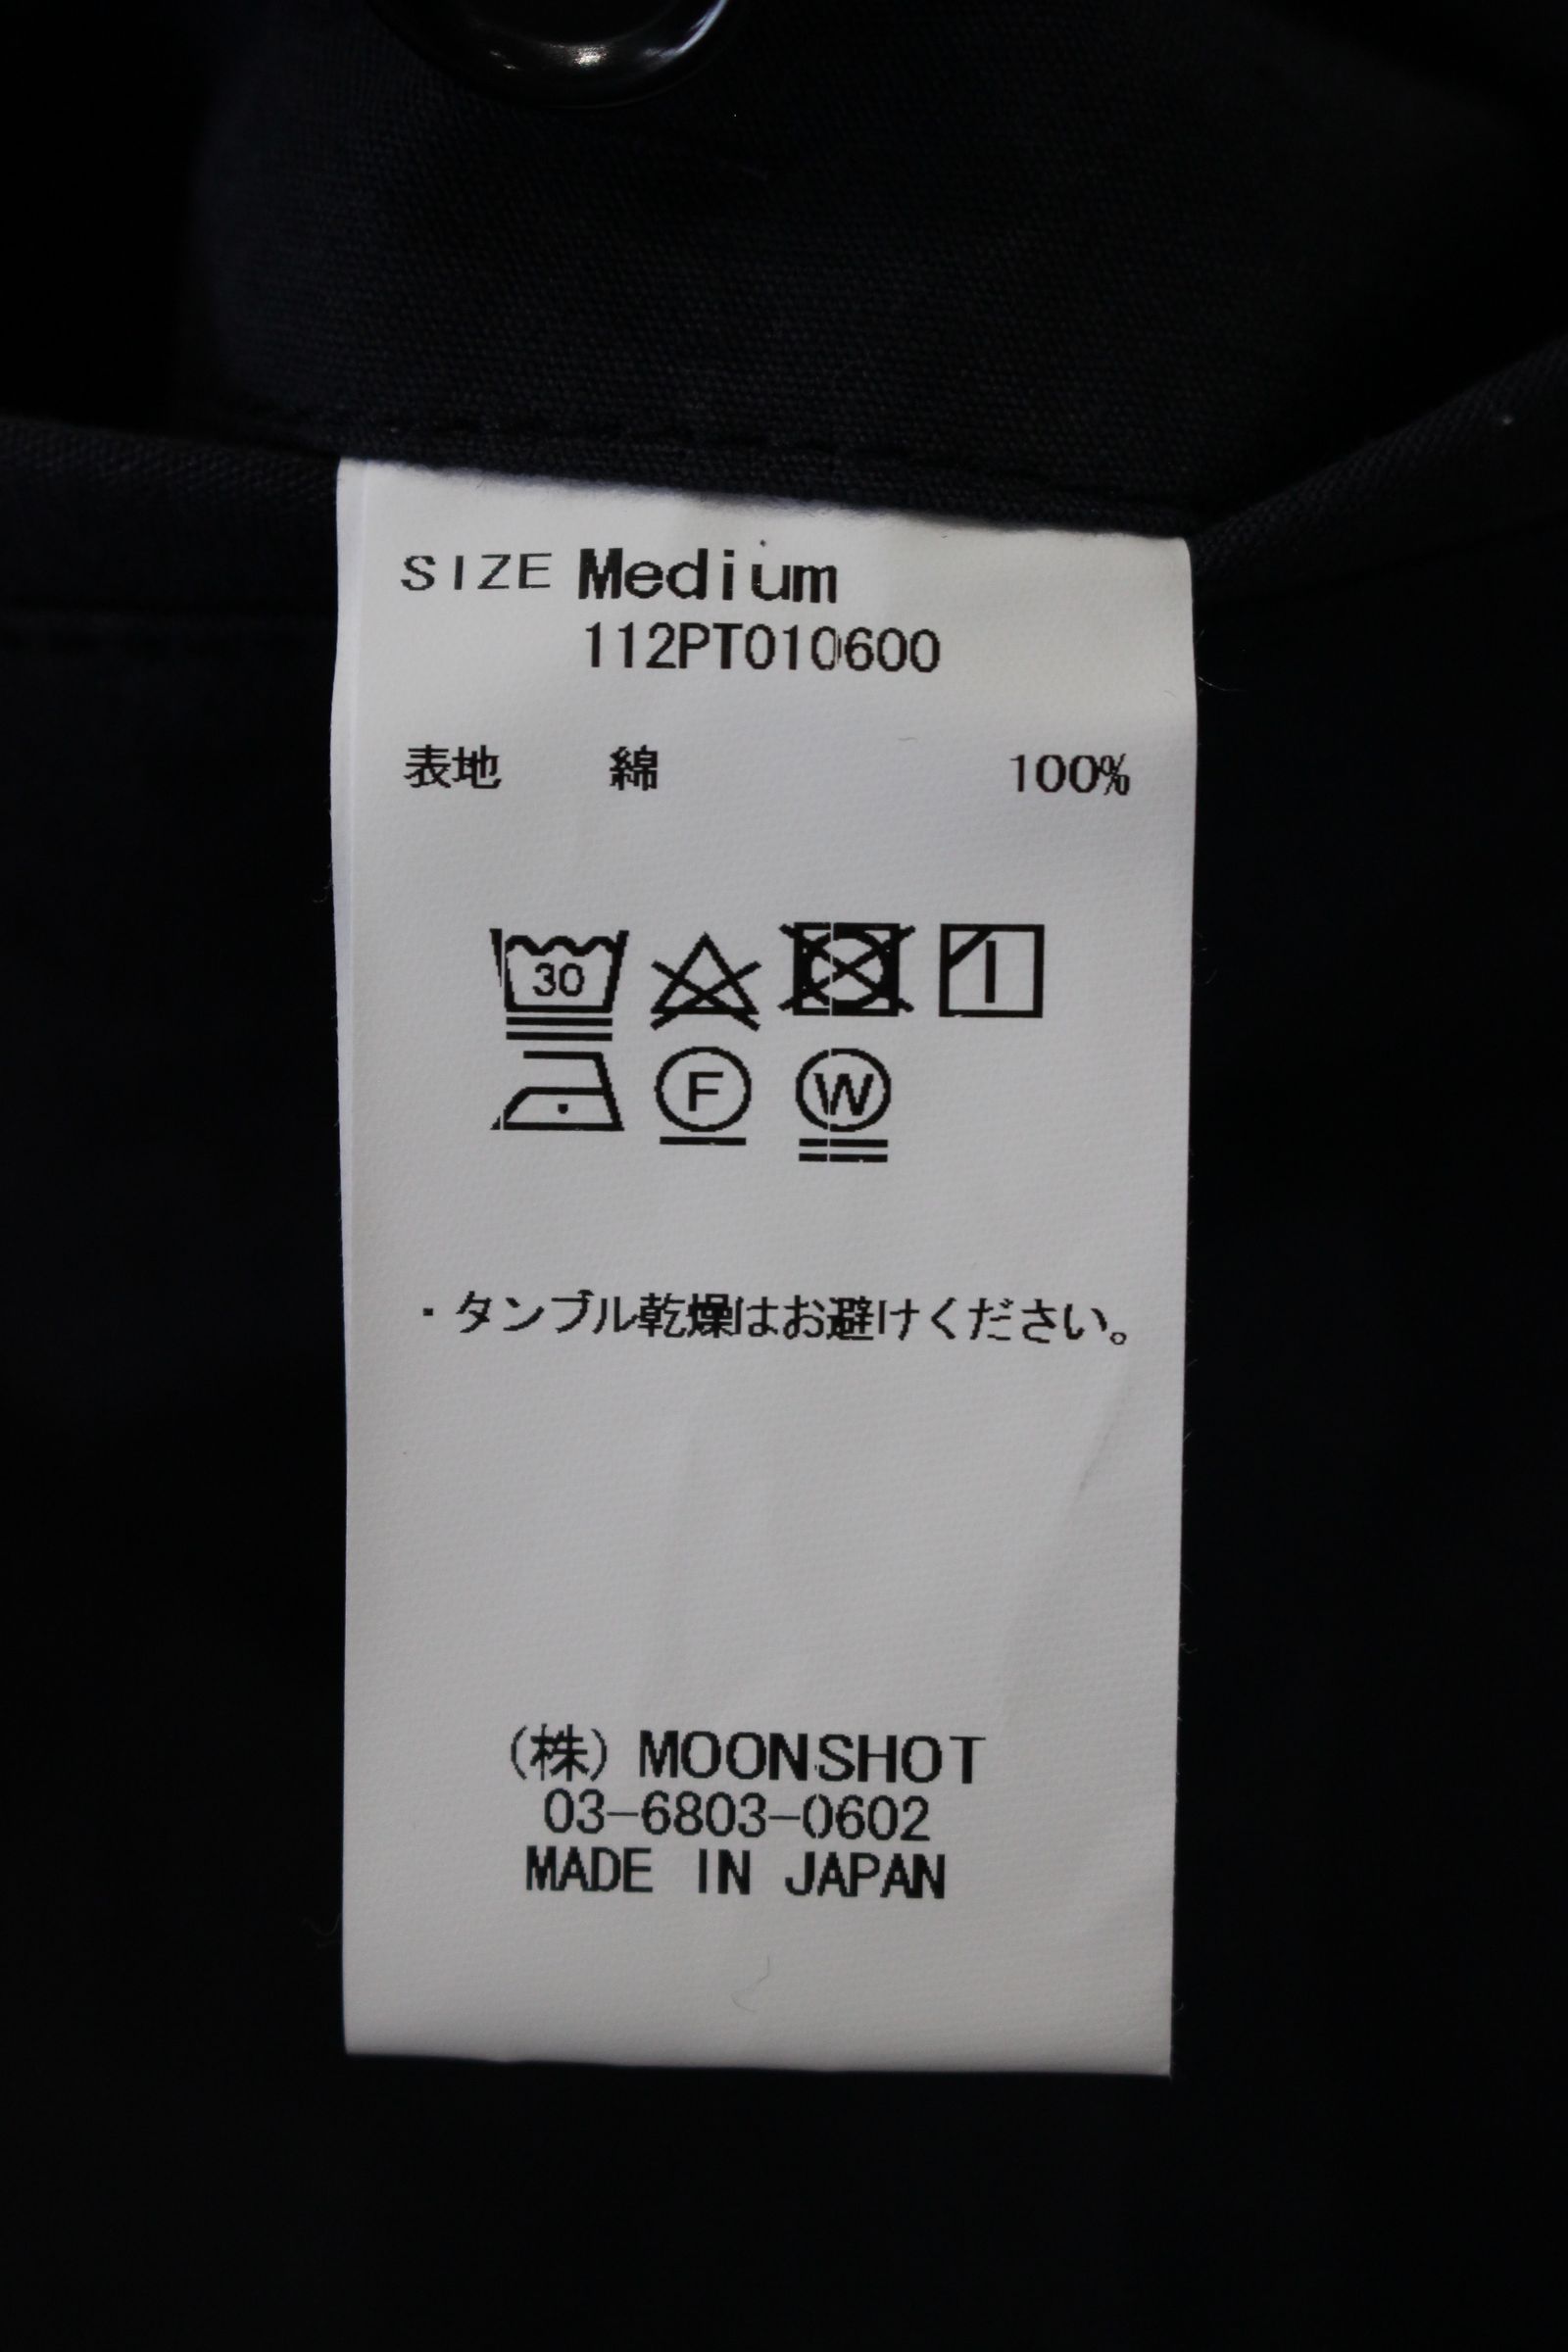 SIZE Medium
112PT010600
表地 綿 100%
30
F W
・タンブル乾燥はお避けください。
(株) MOONSHOT
03-6803-0602
MADE IN JAPAN